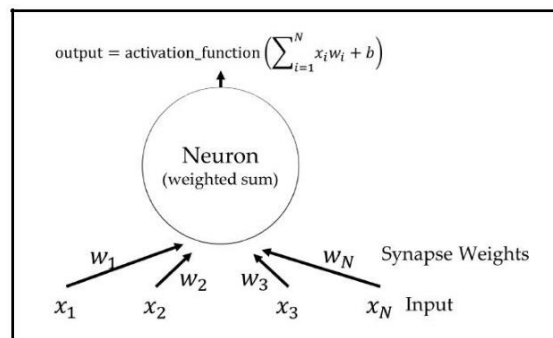 output = activation_function(∑_{i=1}^{N} x_i w_i + b)
Neuron
(weighted sum)
w_1 w_2 w_3 w_N Synapse Weights
x_1 x_2 x_3 x_N Input